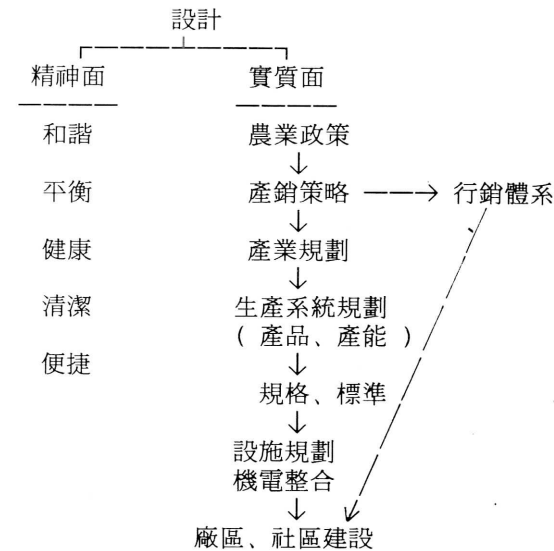 設計
精神面
實質面
和諧
農業政策
平衡
產銷策略
行銷體系
健康
產業規劃
清潔
生產系統規劃
( 產品、產能 )
便捷
規格、標準
設施規劃
機電整合
廠區、社區建設